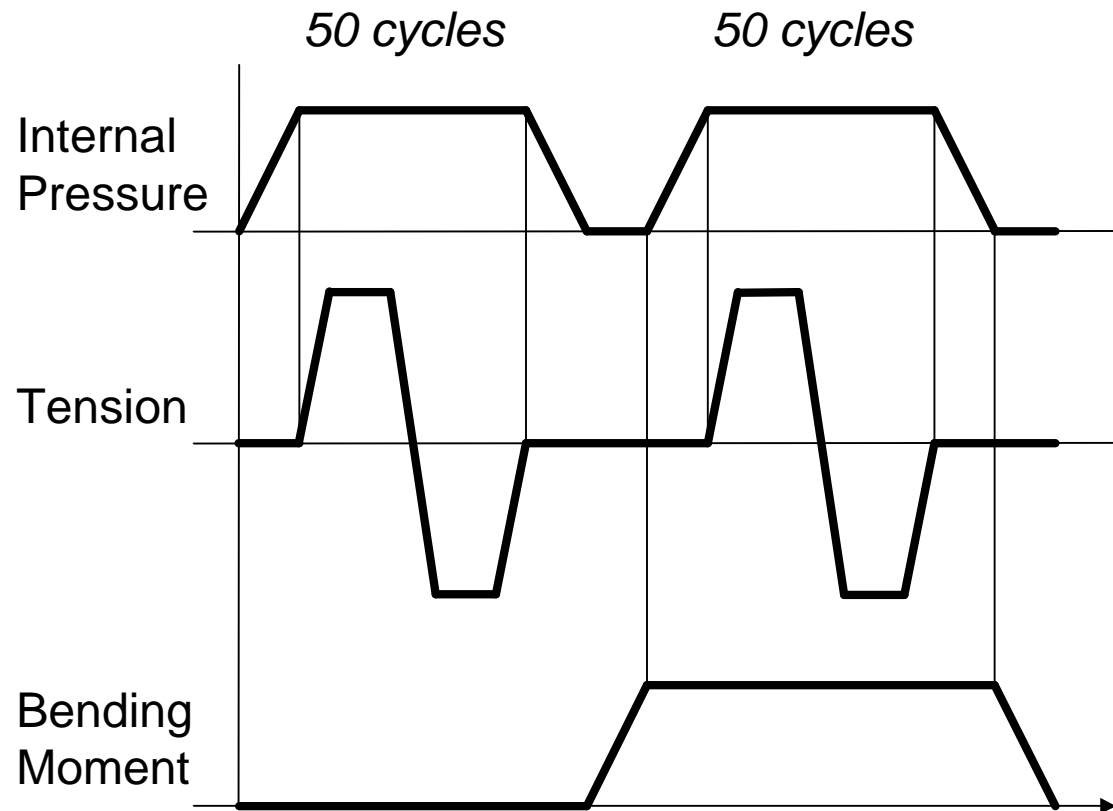 50 cycles
50 cycles
Internal
Pressure
Tension
Bending
Moment